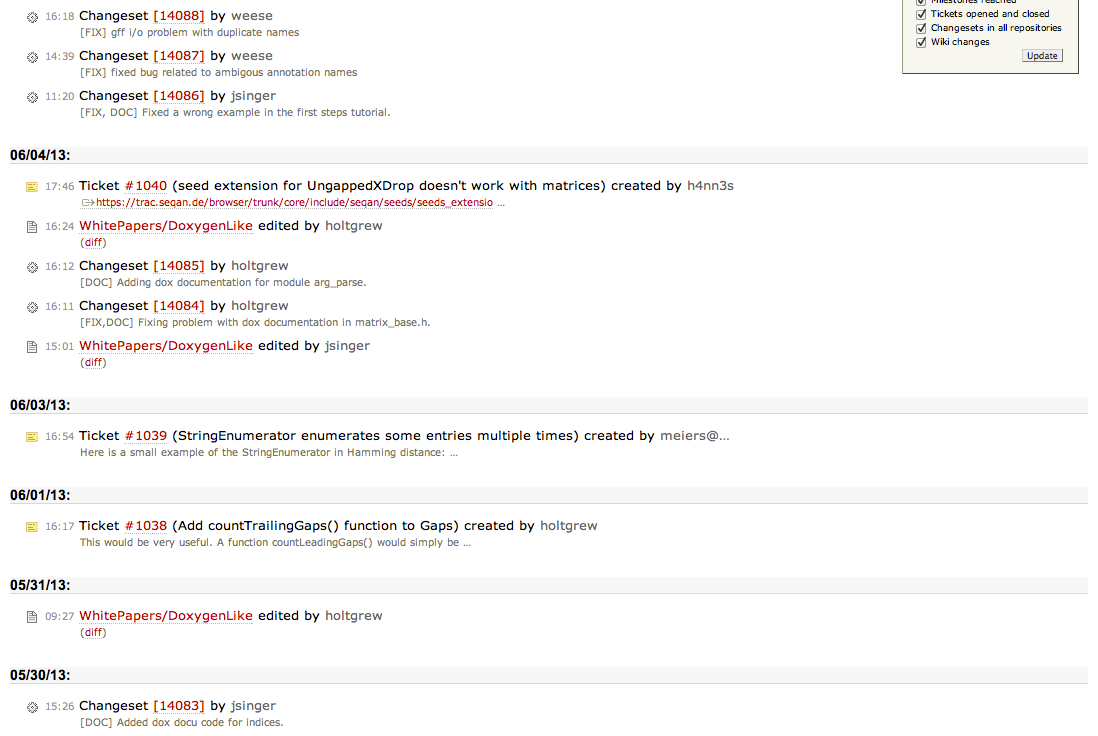 16:18 Changeset [14088] by weese
[FIX] gff i/o problem with duplicate names
14:39 Changeset [14087] by weese
[FIX] fixed bug related to ambigous annotation names
11:20 Changeset [14086] by jsinger
[FIX, DOC] Fixed a wrong example in the first steps tutorial.
Milestones reached
Tickets opened and closed
Changesets in all repositories
Wiki changes
Update
06/04/13:
17:46 Ticket #1040 (seed extension for UngappedXDrop doesn't work with matrices) created by h4nn3s
https://trac.seqan.de/browser/trunk/core/include/seqan/seeds/seeds_extensio ...
16:24 WhitePapers/DoxygenLike edited by holtgrew
(diff)
16:12 Changeset [14085] by holtgrew
[DOC] Adding dox documentation for module arg_parse.
16:11 Changeset [14084] by holtgrew
[FIX,DOC] Fixing problem with dox documentation in matrix_base.h.
15:01 WhitePapers/DoxygenLike edited by jsinger
(diff)
06/03/13:
16:54 Ticket #1039 (StringEnumerator enumerates some entries multiple times) created by meiers@...
Here is a small example of the StringEnumerator in Hamming distance: ...
06/01/13:
16:17 Ticket #1038 (Add countTrailingGaps() function to Gaps) created by holtgrew
This would be very useful. A function countLeadingGaps() would simply be ...
05/31/13:
09:27 WhitePapers/DoxygenLike edited by holtgrew
(diff)
05/30/13:
15:26 Changeset [14083] by jsinger
[DOC] Added dox docu code for indices.